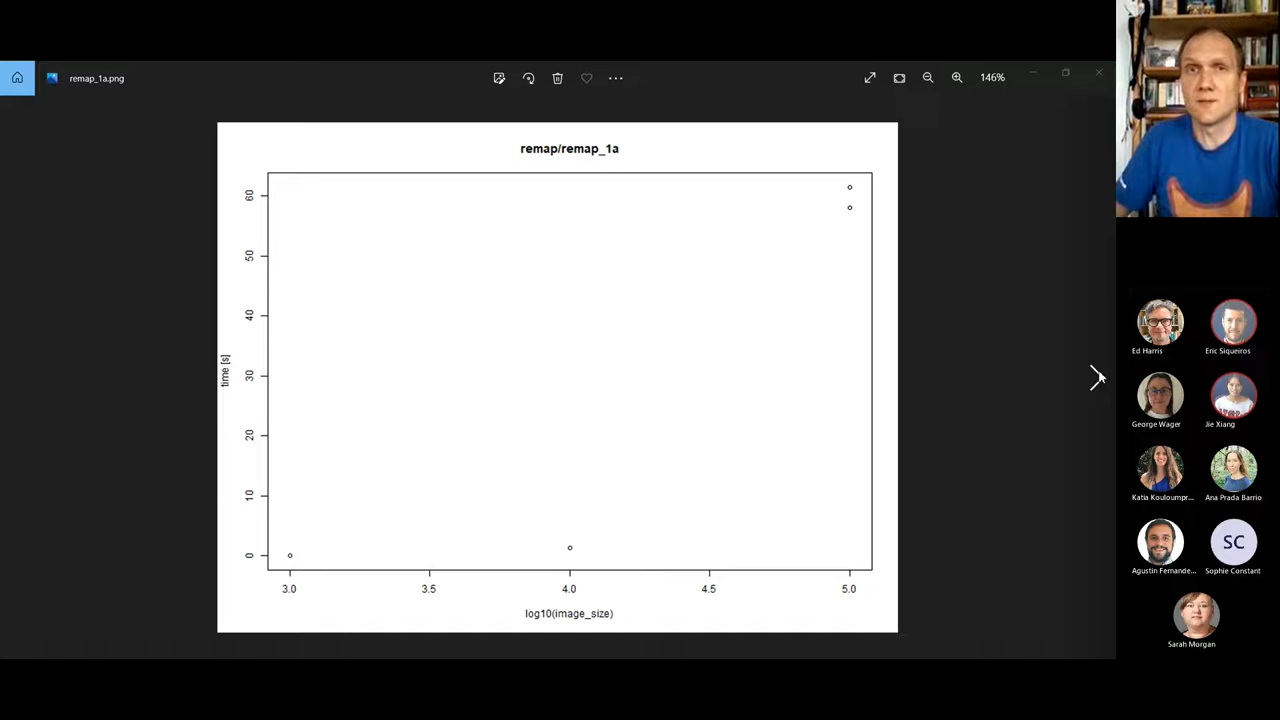 remap_1a.png
146%
remap/remap_1a
60
50
40
30
20
10
0
time [s]
3.0 3.5 4.0 4.5 5.0
log10(image_size)
Ed Harris Eric Siqueiros
George Wager Jie Xiang
Katia Kouloumpr... Ana Prada Barrio
SC
Agustin Fernande... Sophie Constant
Sarah Morgan